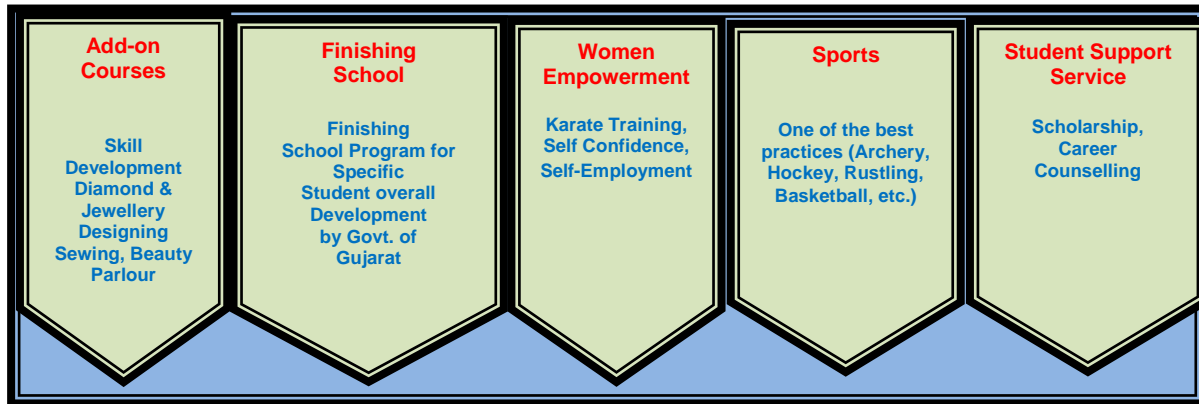 Add-on
Courses
Skill
Development
Diamond &
Jewellery
Designing
Sewing, Beauty
Parlour
Finishing
School
Finishing
School Program for
Specific
Student overall
Development
by Govt. of
Gujarat
Women
Empowerment
Karate Training,
Self Confidence,
Self-Employment
Sports
One of the best
practices (Archery,
Hockey, Rustling,
Basketball, etc.)
Student Support
Service
Scholarship,
Career
Counselling